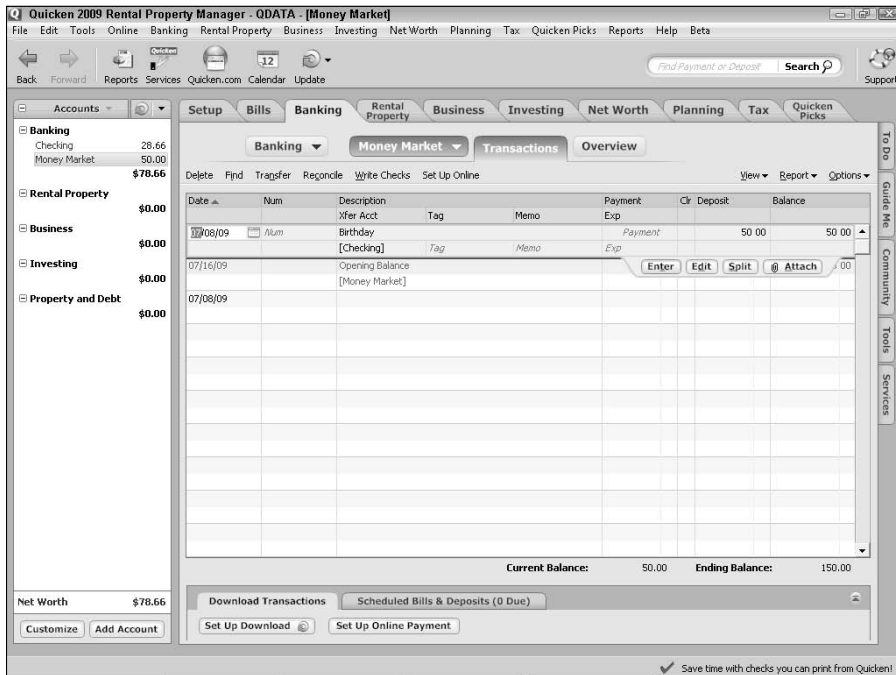 Quicken 2009 Rental Property Manager - QDATA - [Money Market]
File Edit Tools Online Banking Rental Property Business Investing Net Worth Planning Tax Quicken Picks Reports Help Beta
Back Forward Reports Services Quicken.com Calendar Update Find Payment or Deposit Search Support
Quicken
12
Accounts
Banking
Checking 28.66
Money Market 50.00
$78.66
Rental Property
$0.00
Business
$0.00
Investing
$0.00
Property and Debt
$0.00
Net Worth $78.66
Customize Add Account
Setup Bills Banking Rental Property Business Investing Net Worth Planning Tax Quicken Picks
Banking Money Market Transactions Overview
Delete Find Transfer Reconcile Write Checks Set Up Online View Report Options
Date Num Description Payment Clr Deposit Balance
Xfer Acct Tag Memo Exp
/08/09 Num Birthday Payment 50 00 50 00
[Checking] Tag Memo Exp
07/16/09 Opening Balance 00
Enter Edit Split Attach
[Money Market]
07/08/09
Current Balance: 50.00 Ending Balance: 150.00
Download Transactions Scheduled Bills & Deposits (0 Due)
Set Up Download Set Up Online Payment
To Do
Guide Me
Community
Tools
Services
Save time with checks you can print from Quicken!